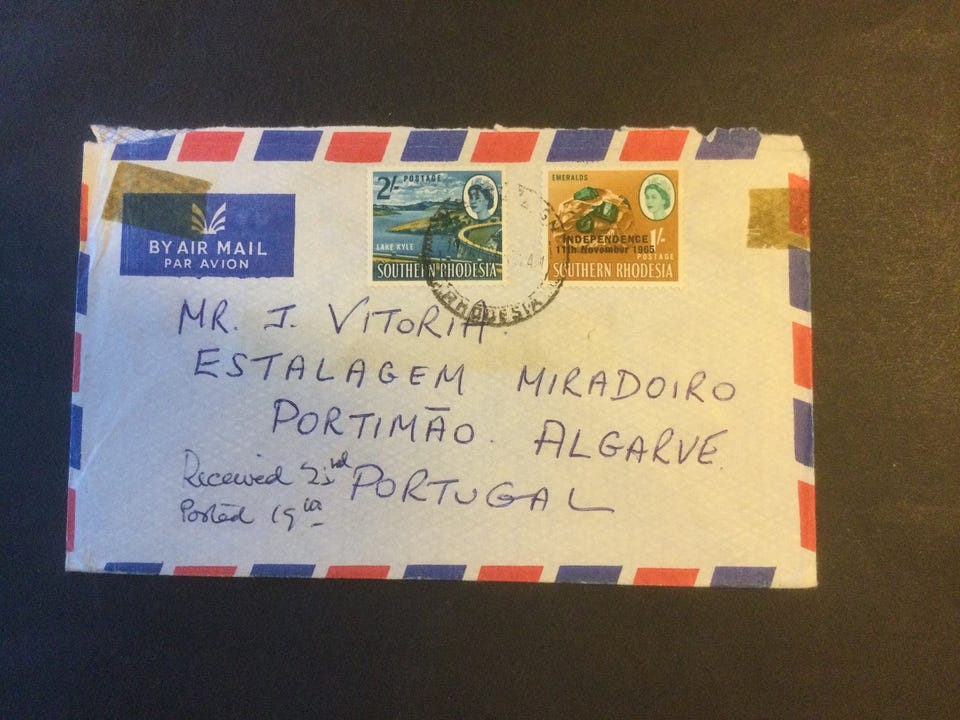 BY AIR MAIL
PAR AVION
2/-
POSTAGE
LAKE KYLE
SOUTHERN RHODESIA
EMERALDS
INDEPENDENCE
11th November 1965
1/-
POSTAGE
SOUTHERN RHODESIA
RHODESIA
MR. J. VITORIA.
ESTALAGEM MIRADOIRO
PORTIMÃO. ALGARVE.
PORTUGAL
Received
Posted 19th